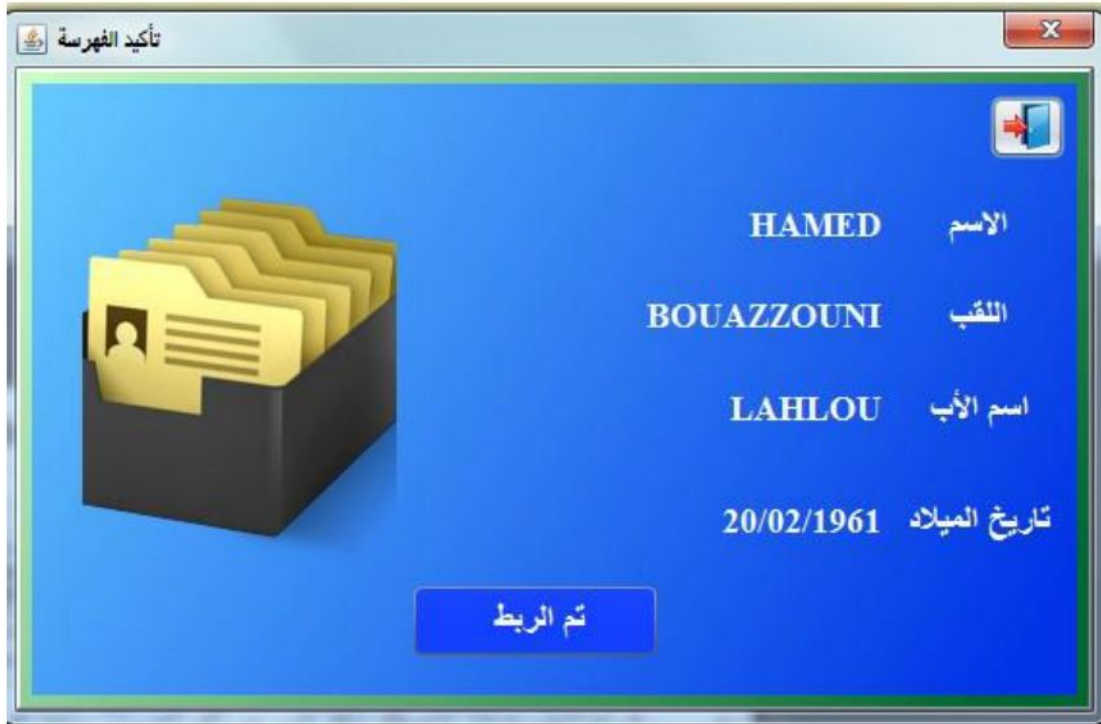 تأكيد الفهرسة
الاسم HAMED
اللقب BOUAZZOUNI
اسم الأب LAHLOU
تاريخ الميلاد 20/02/1961
تم الربط